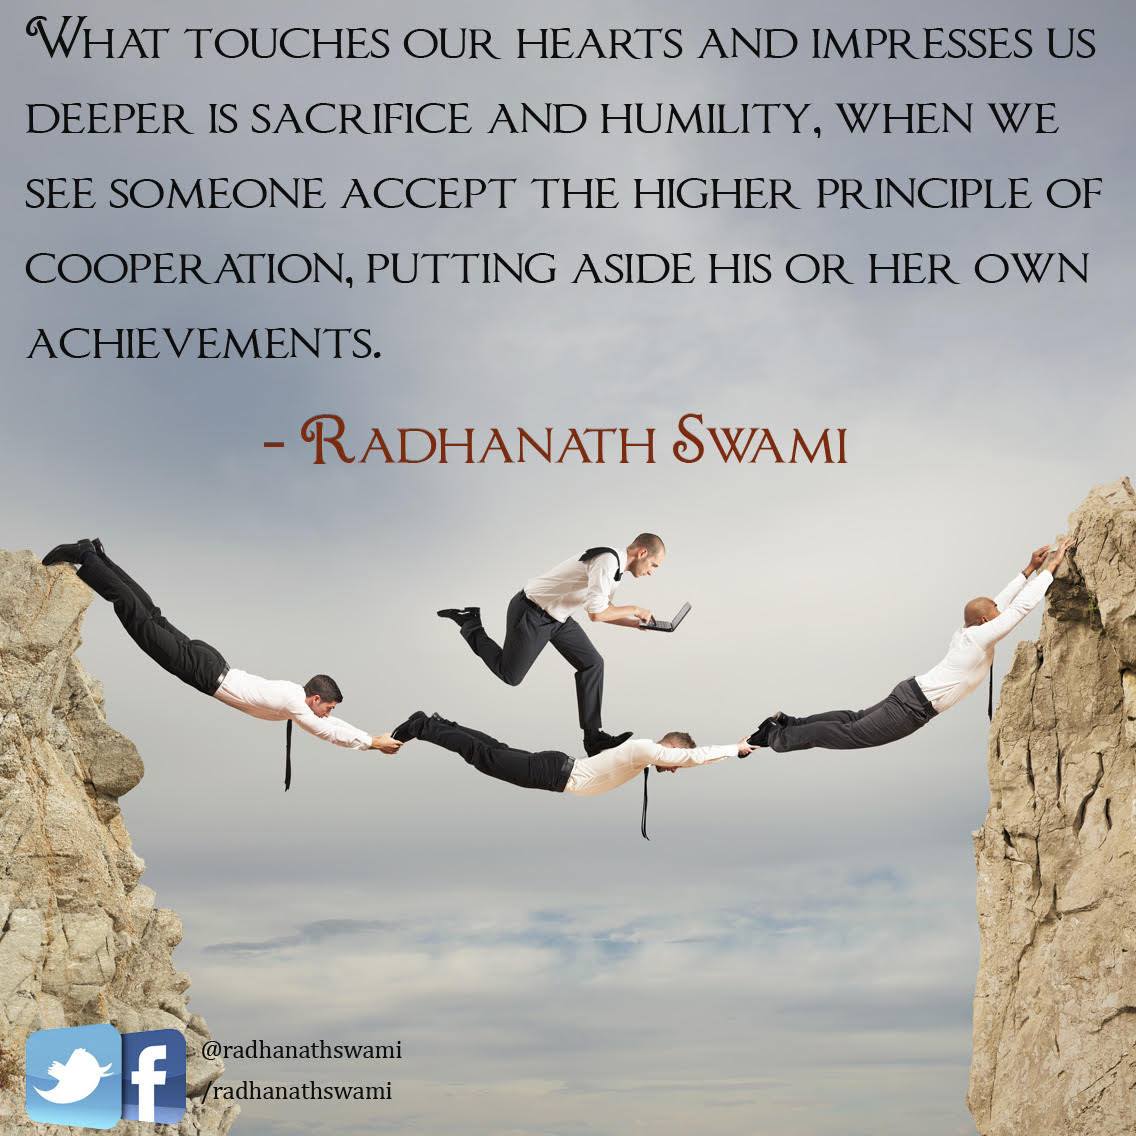 What touches our hearts and impresses us
deeper is sacrifice and humility, when we
see someone accept the higher principle of
cooperation, putting aside his or her own
achievements.
- Radhanath Swami
@radhanathswami
/radhanathswami